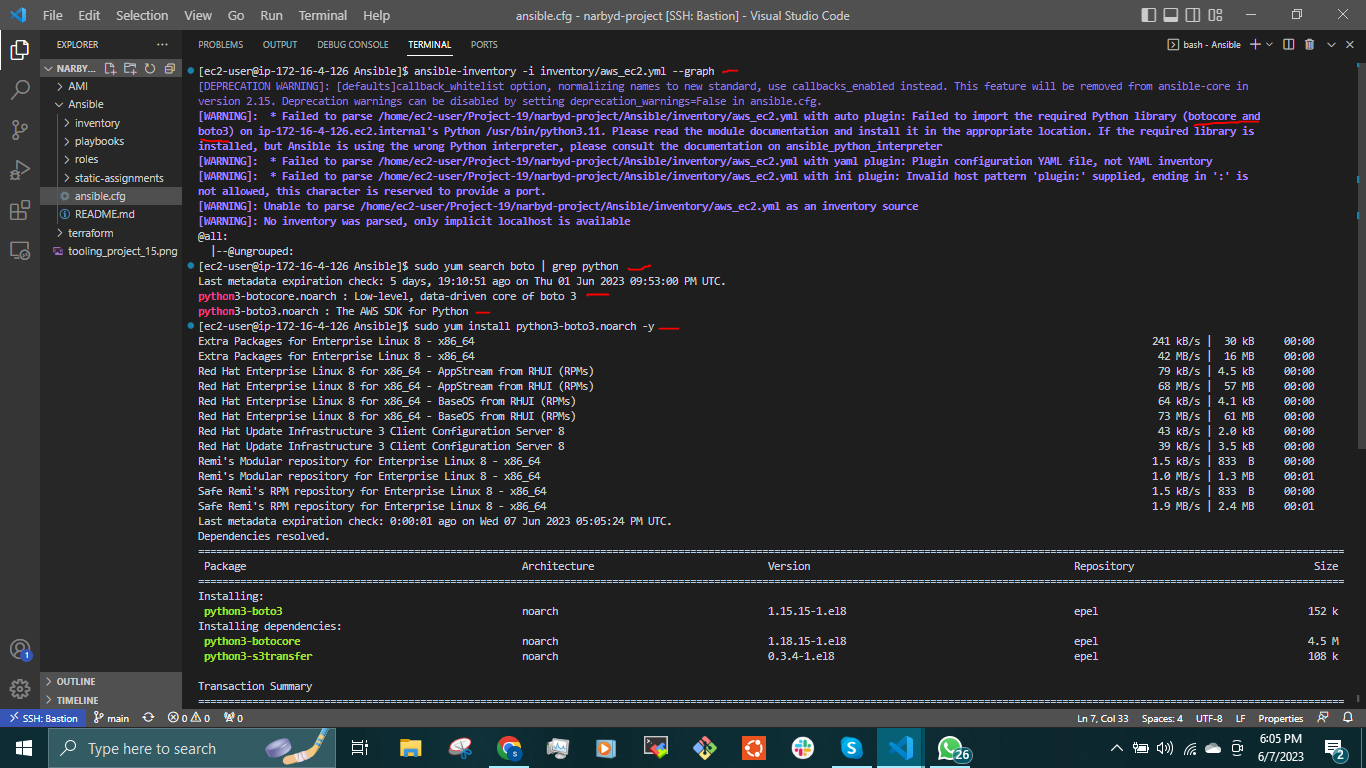 File Edit Selection View Go Run Terminal Help ansible.cfg - narbyd-project [SSH: Bastion] - Visual Studio Code
EXPLORER
NARBY...
AMI
Ansible
inventory
playbooks
roles
static-assignments
ansible.cfg
README.md
terraform
tooling_project_15.png
OUTLINE
TIMELINE
PROBLEMS OUTPUT DEBUG CONSOLE TERMINAL PORTS bash - Ansible
[ec2-user@ip-172-16-4-126 Ansible]$ ansible-inventory -i inventory/aws_ec2.yml --graph
[DEPRECATION WARNING]: [defaults]callback_whitelist option, normalizing names to new standard, use callbacks_enabled instead. This feature will be removed from ansible-core in
version 2.15. Deprecation warnings can be disabled by setting deprecation_warnings=False in ansible.cfg.
[WARNING]:  * Failed to parse /home/ec2-user/Project-19/narbyd-project/Ansible/inventory/aws_ec2.yml with auto plugin: Failed to import the required Python library (botocore and
boto3) on ip-172-16-4-126.ec2.internal's Python /usr/bin/python3.11. Please read the module documentation and install it in the appropriate location. If the required library is
installed, but Ansible is using the wrong Python interpreter, please consult the documentation on ansible_python_interpreter
[WARNING]:  * Failed to parse /home/ec2-user/Project-19/narbyd-project/Ansible/inventory/aws_ec2.yml with yaml plugin: Plugin configuration YAML file, not YAML inventory
[WARNING]:  * Failed to parse /home/ec2-user/Project-19/narbyd-project/Ansible/inventory/aws_ec2.yml with ini plugin: Invalid host pattern 'plugin:' supplied, ending in ':' is
not allowed, this character is reserved to provide a port.
[WARNING]: Unable to parse /home/ec2-user/Project-19/narbyd-project/Ansible/inventory/aws_ec2.yml as an inventory source
[WARNING]: No inventory was parsed, only implicit localhost is available
@all:
  |--@ungrouped:
[ec2-user@ip-172-16-4-126 Ansible]$ sudo yum search boto | grep python
Last metadata expiration check: 5 days, 19:10:51 ago on Thu 01 Jun 2023 09:53:00 PM UTC.
python3-botocore.noarch : Low-level, data-driven core of boto 3
python3-boto3.noarch : The AWS SDK for Python
[ec2-user@ip-172-16-4-126 Ansible]$ sudo yum install python3-boto3.noarch -y
Extra Packages for Enterprise Linux 8 - x86_64 241 kB/s | 30 kB 00:00
Extra Packages for Enterprise Linux 8 - x86_64 42 MB/s | 16 MB 00:00
Red Hat Enterprise Linux 8 for x86_64 - AppStream from RHUI (RPMs) 79 kB/s | 4.5 kB 00:00
Red Hat Enterprise Linux 8 for x86_64 - AppStream from RHUI (RPMs) 68 MB/s | 57 MB 00:00
Red Hat Enterprise Linux 8 for x86_64 - BaseOS from RHUI (RPMs) 64 kB/s | 4.1 kB 00:00
Red Hat Enterprise Linux 8 for x86_64 - BaseOS from RHUI (RPMs) 73 MB/s | 61 MB 00:00
Red Hat Update Infrastructure 3 Client Configuration Server 8 43 kB/s | 2.0 kB 00:00
Red Hat Update Infrastructure 3 Client Configuration Server 8 39 kB/s | 3.5 kB 00:00
Remi's Modular repository for Enterprise Linux 8 - x86_64 1.5 kB/s | 833 B 00:00
Remi's Modular repository for Enterprise Linux 8 - x86_64 1.0 MB/s | 1.3 MB 00:01
Safe Remi's RPM repository for Enterprise Linux 8 - x86_64 1.5 kB/s | 833 B 00:00
Safe Remi's RPM repository for Enterprise Linux 8 - x86_64 1.9 MB/s | 2.4 MB 00:01
Last metadata expiration check: 0:00:01 ago on Wed 07 Jun 2023 05:05:24 PM UTC.
Dependencies resolved.
Package Architecture Version Repository Size
Installing:
python3-boto3 noarch 1.15.15-1.el8 epel 152 k
Installing dependencies:
python3-botocore noarch 1.18.15-1.el8 epel 4.5 M
python3-s3transfer noarch 0.3.4-1.el8 epel 108 k
Transaction Summary
1
SSH: Bastion main 0 0 0 Ln 7, Col 33 Spaces: 4 UTF-8 LF Properties
Type here to search
S
26
6:05 PM
6/7/2023
2